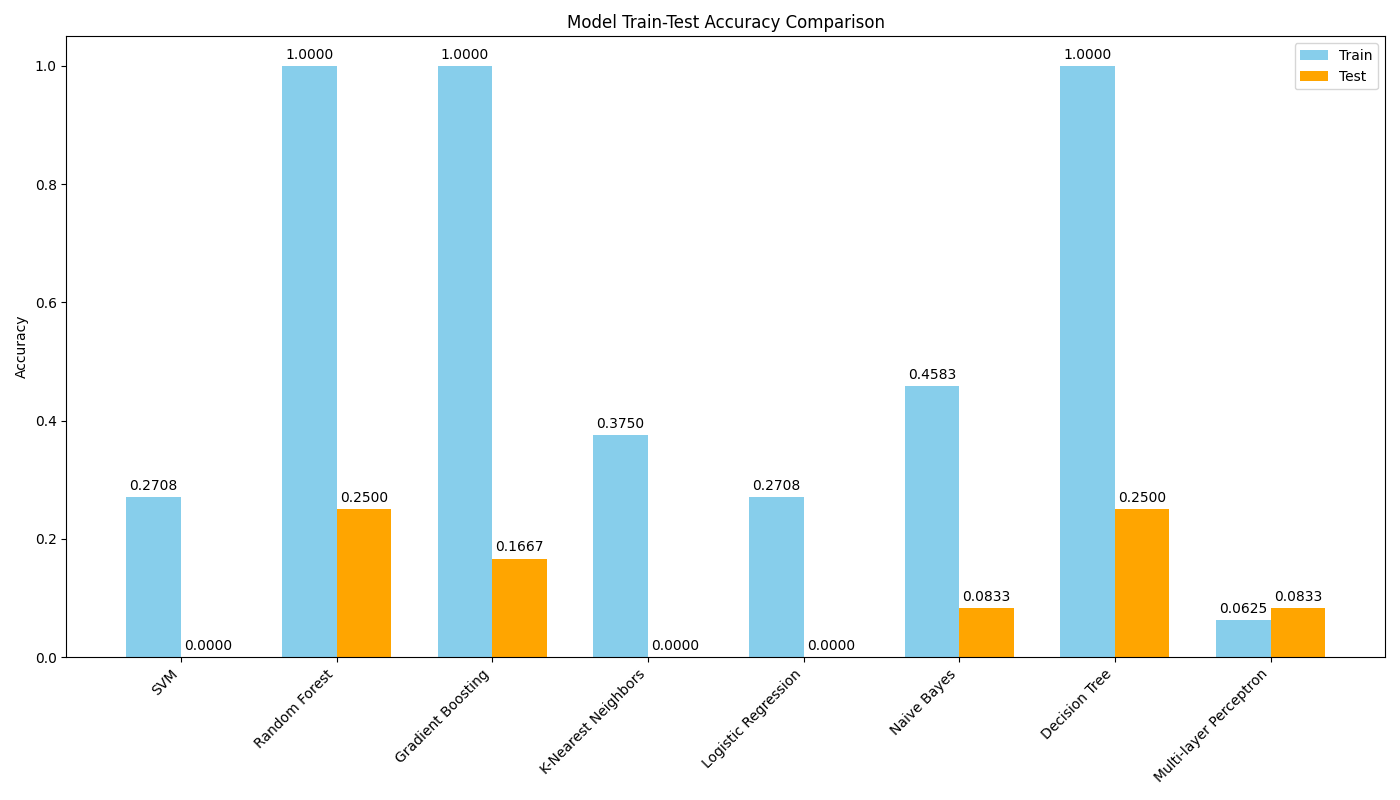 Model Train-Test Accuracy Comparison
Train
Test
Accuracy
1.0
0.8
0.6
0.4
0.2
0.0
0.2708
0.0000
1.0000
0.2500
1.0000
0.1667
0.3750
0.0000
0.2708
0.0000
0.4583
0.0833
1.0000
0.2500
0.0625
0.0833
SVM
Random Forest
Gradient Boosting
K-Nearest Neighbors
Logistic Regression
Naive Bayes
Decision Tree
Multi-layer Perceptron